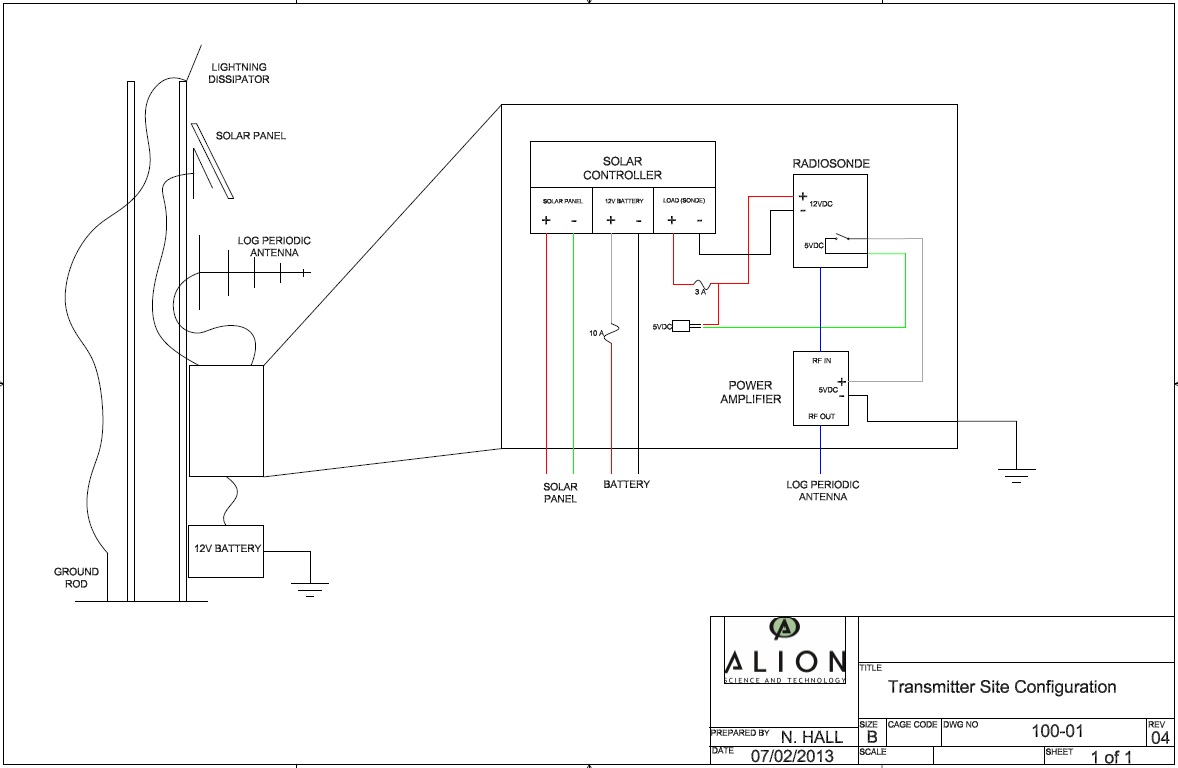 LIGHTNING
DISSIPATOR
SOLAR PANEL
LOG PERIODIC
ANTENNA
12V BATTERY
GROUND
ROD
SOLAR
CONTROLLER
SOLAR PANEL
12V BATTERY
LOAD (SONDE)
+ - + - + -
RADIOSONDE
+
12VDC
-
5VDC
3 A
10 A
5VDC
RF IN
POWER
AMPLIFIER
+
5VDC
-
RF OUT
SOLAR
PANEL
BATTERY
LOG PERIODIC
ANTENNA
ALION
SCIENCE AND TECHNOLOGY
TITLE
Transmitter Site Configuration
PREPARED BY N. HALL
DATE 07/02/2013
SIZE
B
CAGE CODE
DWG NO
100-01
REV
04
SCALE
SHEET 1 of 1